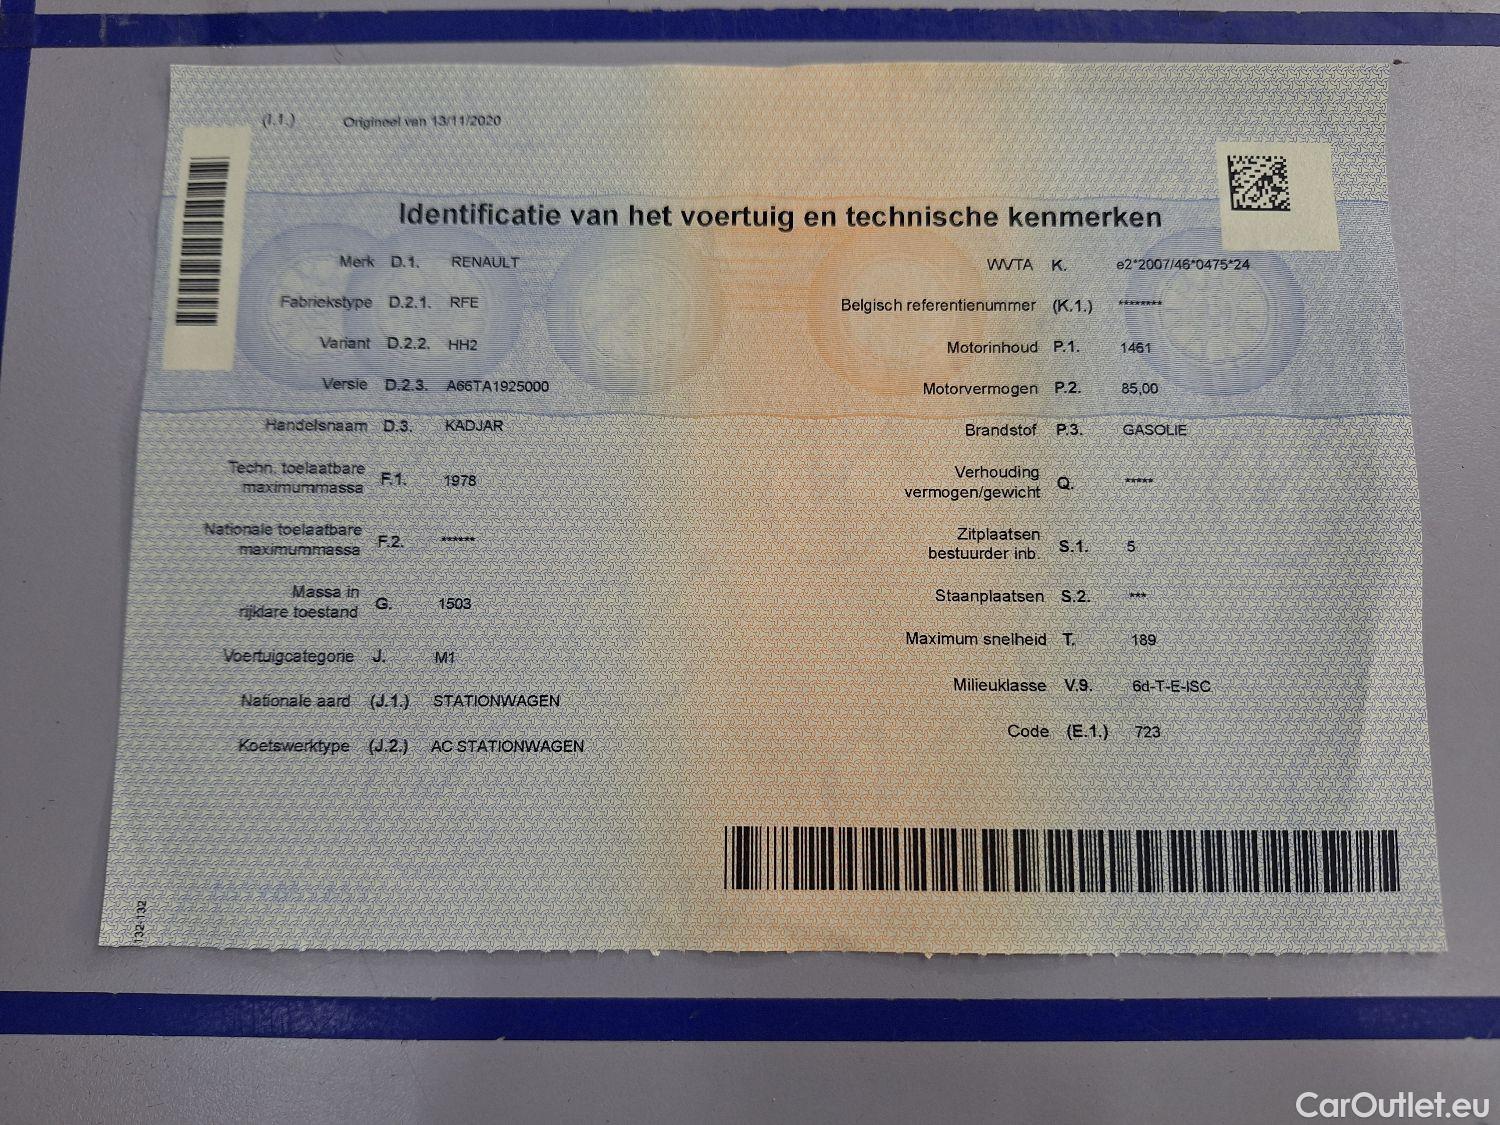 (I.1.) Origineel van 13/11/2020
Identificatie van het voertuig en technische kenmerken
Merk D.1. RENAULT
Fabriekstype D.2.1. RFE
Variant D.2.2. HH2
Versie D.2.3. A66TA1925000
Handelsnaam D.3. KADJAR
Techn. toelaatbare
maximummassa F.1. 1978
Nationale toelaatbare
maximummassa F.2. ******
Massa in
rijklare toestand G. 1503
Voertuigcategorie J. M1
Nationale aard (J.1.) STATIONWAGEN
Koetswerktype (J.2.) AC STATIONWAGEN
WVTA K. e2*2007/46*0475*24
Belgisch referentienummer (K.1.) ********
Motorinhoud P.1. 1461
Motorvermogen P.2. 85,00
Brandstof P.3. GASOLIE
Verhouding
vermogen/gewicht Q. *****
Zitplaatsen
bestuurder inb. S.1. 5
Staanplaatsen S.2. ***
Maximum snelheid T. 189
Milieuklasse V.9. 6d-T-E-ISC
Code (E.1.) 723
132-132
CarOutlet.eu